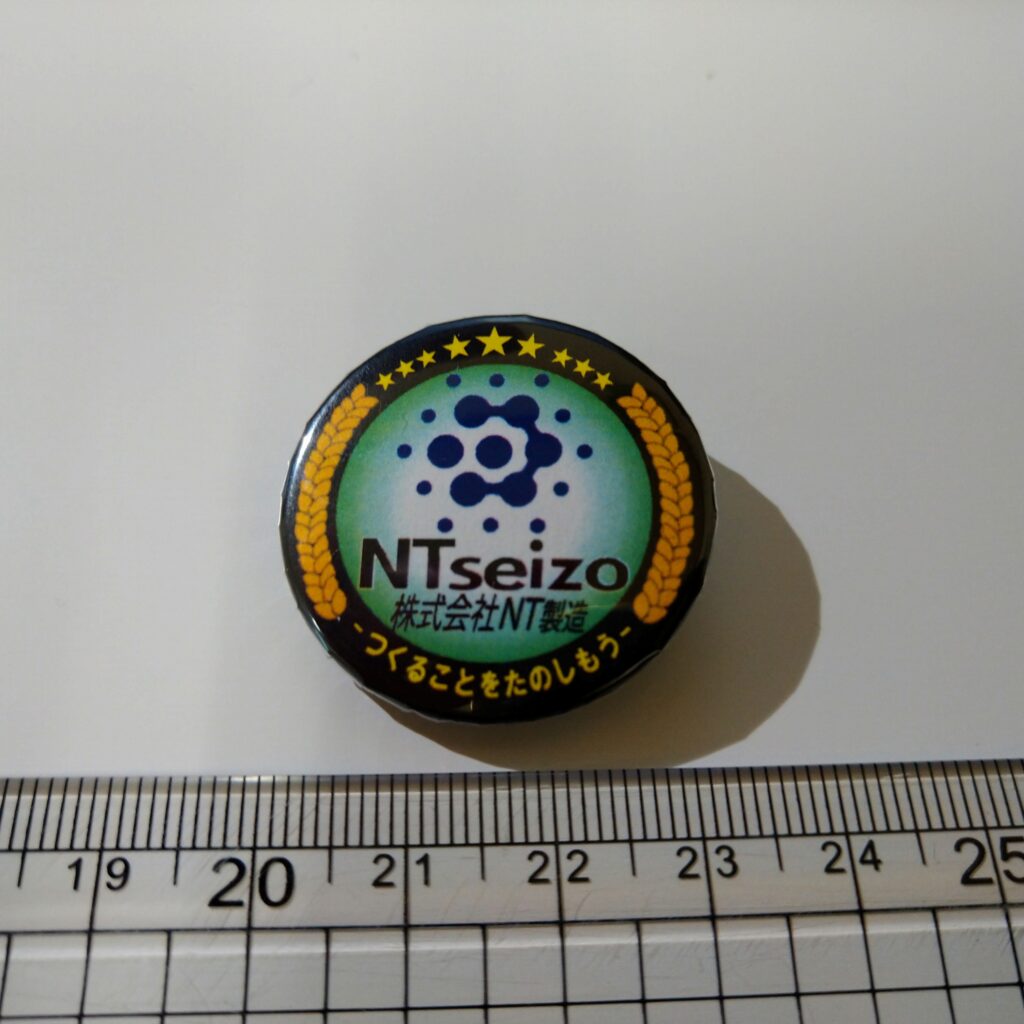 NTseizo
株式会社NT製造
-つくることをたのしもう-
19 20 21 22 23 24 25